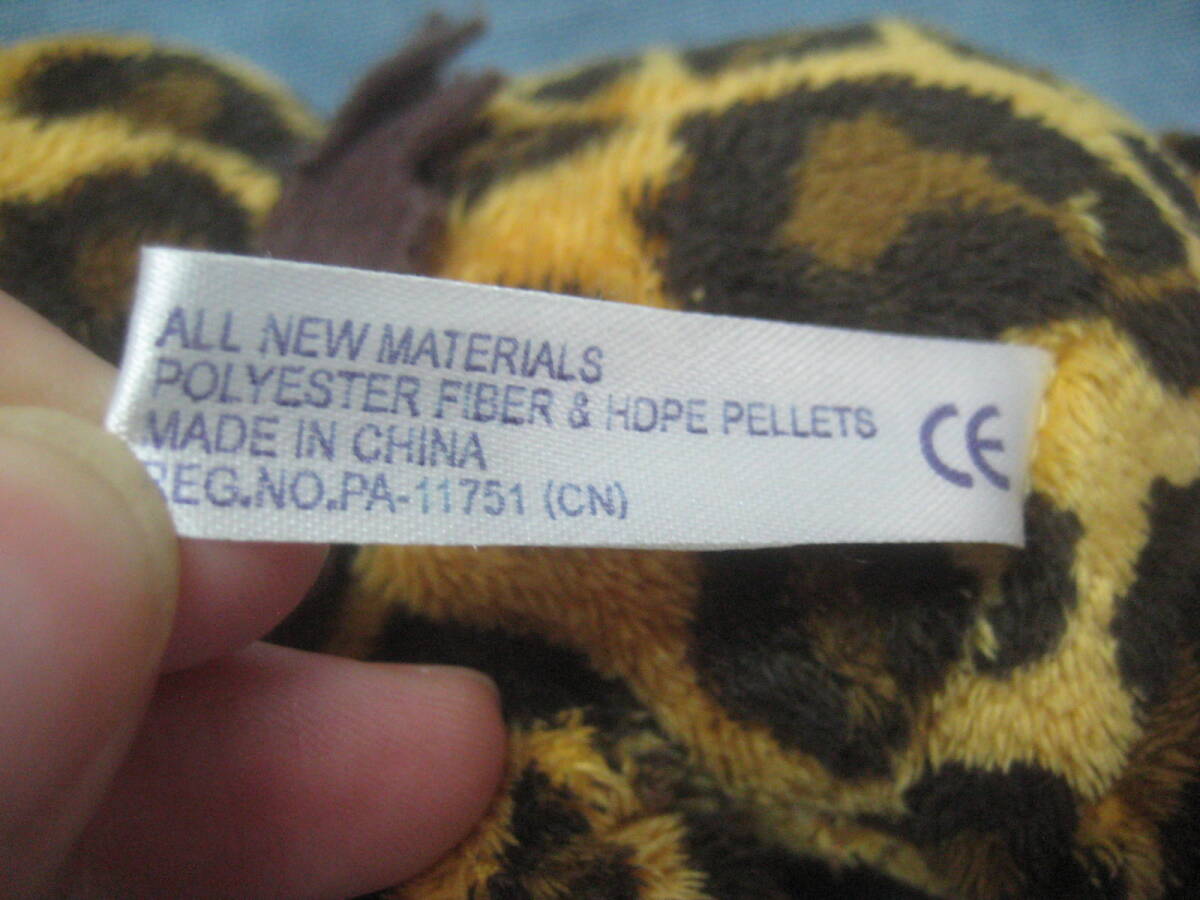 ALL NEW MATERIALS
POLYESTER FIBER & HDPE PELLETS
MADE IN CHINA
REG.NO.PA-11751 (CN)
CE